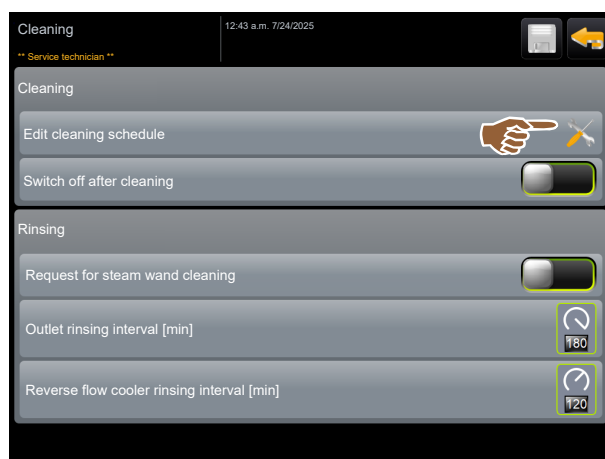 Cleaning
12:43 a.m. 7/24/2025
** Service technician **
Cleaning
Edit cleaning schedule
Switch off after cleaning
Rinsing
Request for steam wand cleaning
Outlet rinsing interval [min]
180
Reverse flow cooler rinsing interval [min]
120